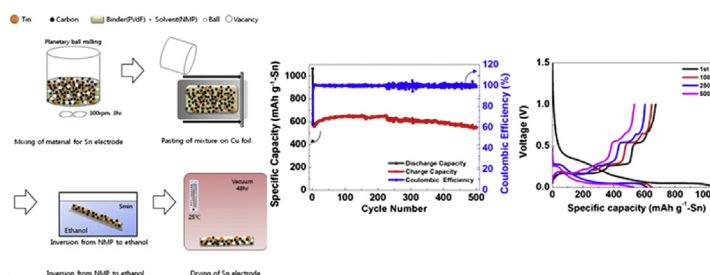 Tin Carbon Binder(PVdF) + Solvent(NMP) Ball Vacancy
Planetary ball milling
300rpm, 3hr
Mixing of material for Sn electrode
Pasting of mixture on Cu foil
5min
Ethanol
Inversion from NMP to ethanol
Vacuum
48hr
25℃
Inversion from NMP to ethanol
Drying of Sn electrode
Specific Capacity (mAh g-1-Sn)
1000
800
600
400
200
0
Discharge Capacity
Charge Capacity
Coulombic Efficiency
0 100 200 300 400 500
Cycle Number
120
100
80
60
40
20
0
Coulombic Efficiency (%)
Voltage (V)
1.5
1.0
0.5
0.0
1st
100
250
500
0 200 400 600 800 1000
Specific capacity (mAh g-1-Sn)